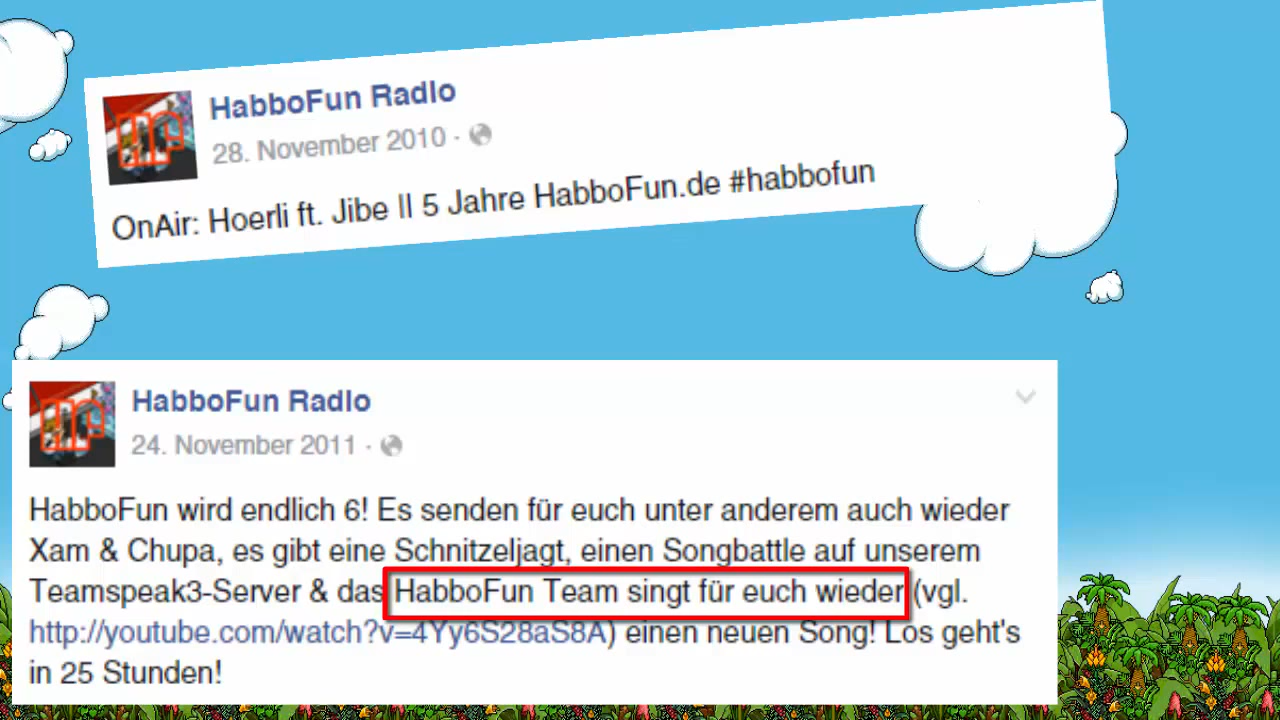 HabboFun Radio
28. November 2010 ·
OnAir: Hoerli ft. Jibe || 5 Jahre HabboFun.de #habbofun
HabboFun Radio
24. November 2011 ·
HabboFun wird endlich 6! Es senden für euch unter anderem auch wieder
Xam & Chupa, es gibt eine Schnitzeljagt, einen Songbattle auf unserem
Teamspeak3-Server & das HabboFun Team singt für euch wieder (vgl.
http://youtube.com/watch?v=4Yy6S28aS8A) einen neuen Song! Los geht's
in 25 Stunden!